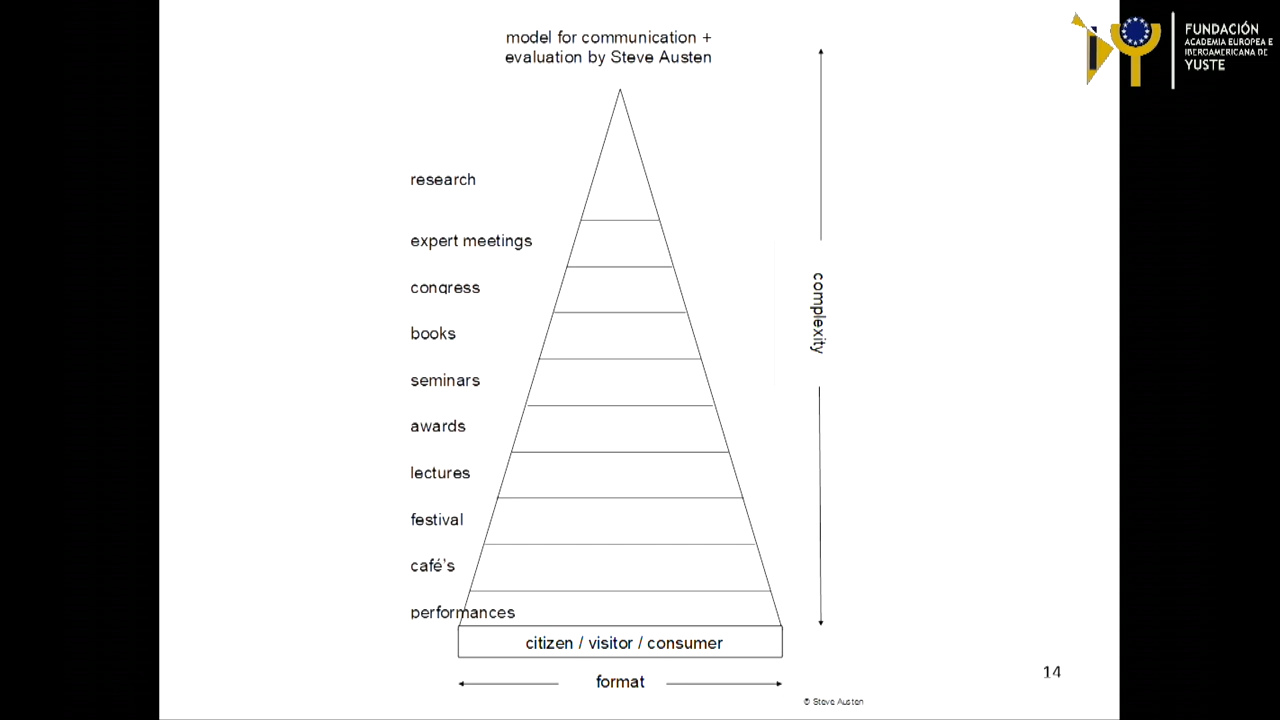 model for communication +
evaluation by Steve Austen
FUNDACIÓN
ACADEMIA EUROPEA E
IBEROAMERICANA DE
YUSTE
research
expert meetings
congress
books
seminars
awards
lectures
festival
café's
performances
complexity
citizen / visitor / consumer
format
14
© Steve Austen